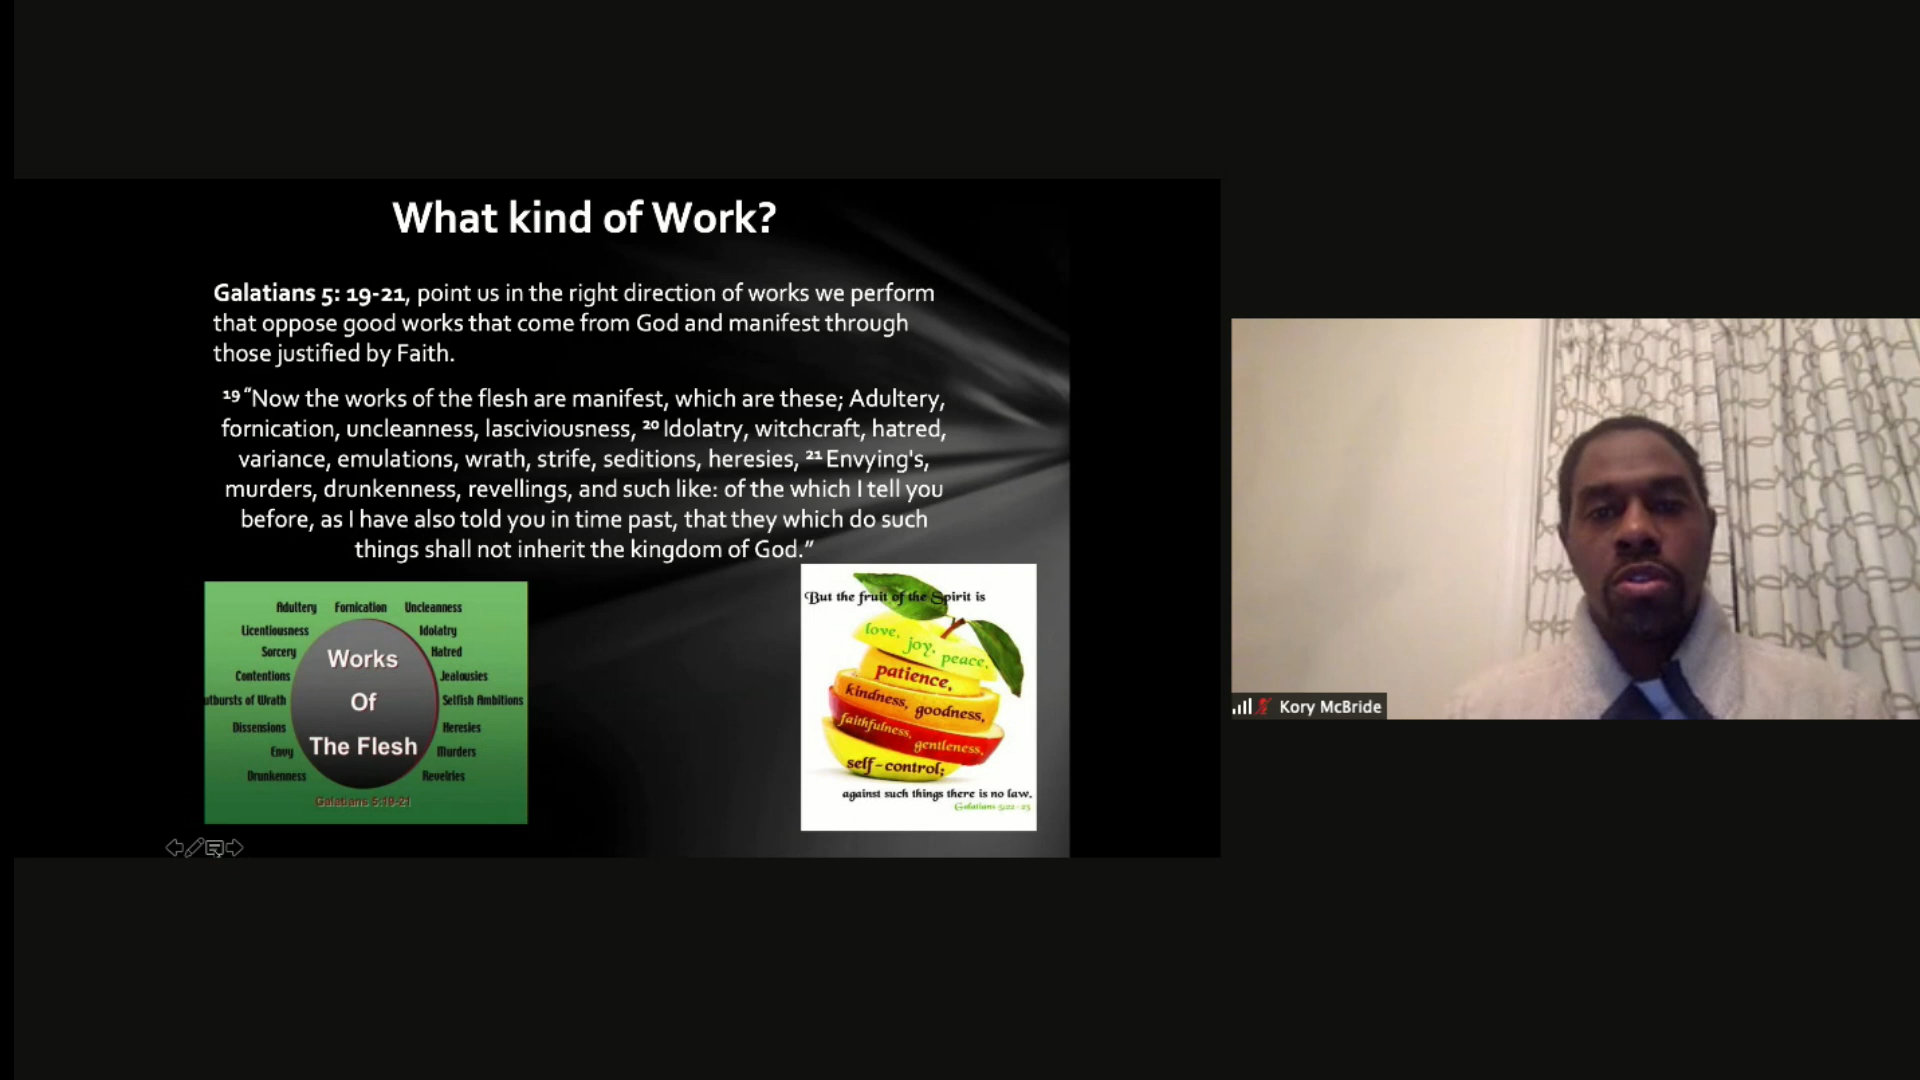 What kind of Work?
Galatians 5: 19-21, point us in the right direction of works we perform
that oppose good works that come from God and manifest through
those justified by Faith.
19 “Now the works of the flesh are manifest, which are these; Adultery,
fornication, uncleanness, lasciviousness, 20 Idolatry, witchcraft, hatred,
variance, emulations, wrath, strife, seditions, heresies, 21 Envying's,
murders, drunkenness, revellings, and such like: of the which I tell you
before, as I have also told you in time past, that they which do such
things shall not inherit the kingdom of God.”
Adultery Fornication Uncleanness
Licentiousness Idolatry
Sorcery Hatred
Contentions Jealousies
utbursts of Wrath Selfish Ambitions
Dissensions Heresies
Envy Murders
Drunkenness Revelries
Works
Of
The Flesh
Galatians 5:19-21
But the fruit of the Spirit is
love,
joy,
peace,
patience,
kindness, goodness,
faithfulness,
gentleness,
self-control;
against such things there is no law.
Galatians 5:22-23
Kory McBride